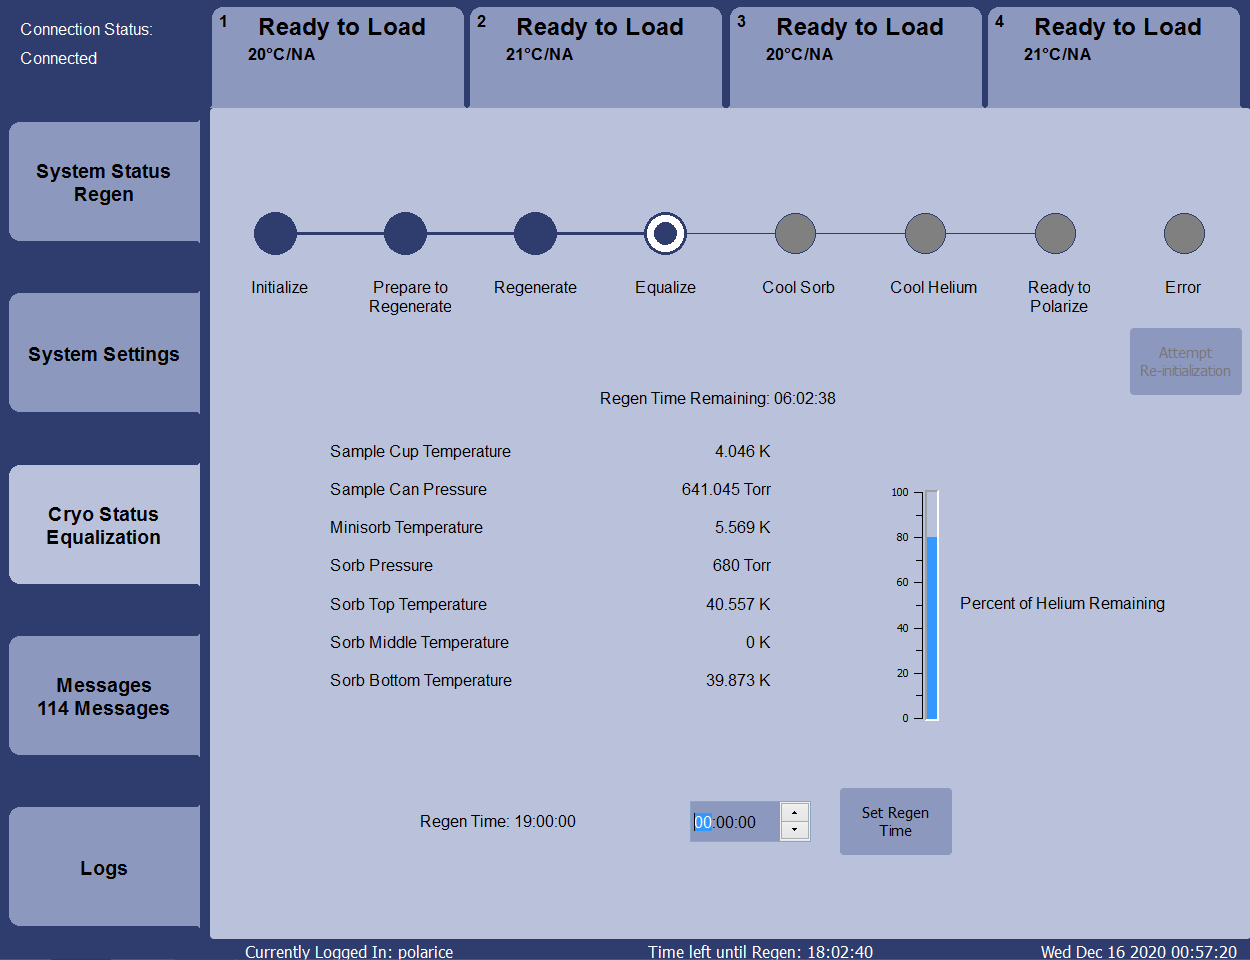 Connection Status:
Connected
1 Ready to Load
20°C/NA
2 Ready to Load
21°C/NA
3 Ready to Load
20°C/NA
4 Ready to Load
21°C/NA
System Status
Regen
System Settings
Cryo Status
Equalization
Messages
114 Messages
Logs
Initialize
Prepare to
Regenerate
Regenerate
Equalize
Cool Sorb
Cool Helium
Ready to
Polarize
Error
Attempt
Re-initialization
Regen Time Remaining: 06:02:38
Sample Cup Temperature 4.046 K
Sample Can Pressure 641.045 Torr
Minisorb Temperature 5.569 K
Sorb Pressure 680 Torr
Sorb Top Temperature 40.557 K
Sorb Middle Temperature 0 K
Sorb Bottom Temperature 39.873 K
100
80
60
40
20
0
Percent of Helium Remaining
Regen Time: 19:00:00
00:00:00
Set Regen
Time
Currently Logged In: polarice
Time left until Regen: 18:02:40
Wed Dec 16 2020 00:57:20